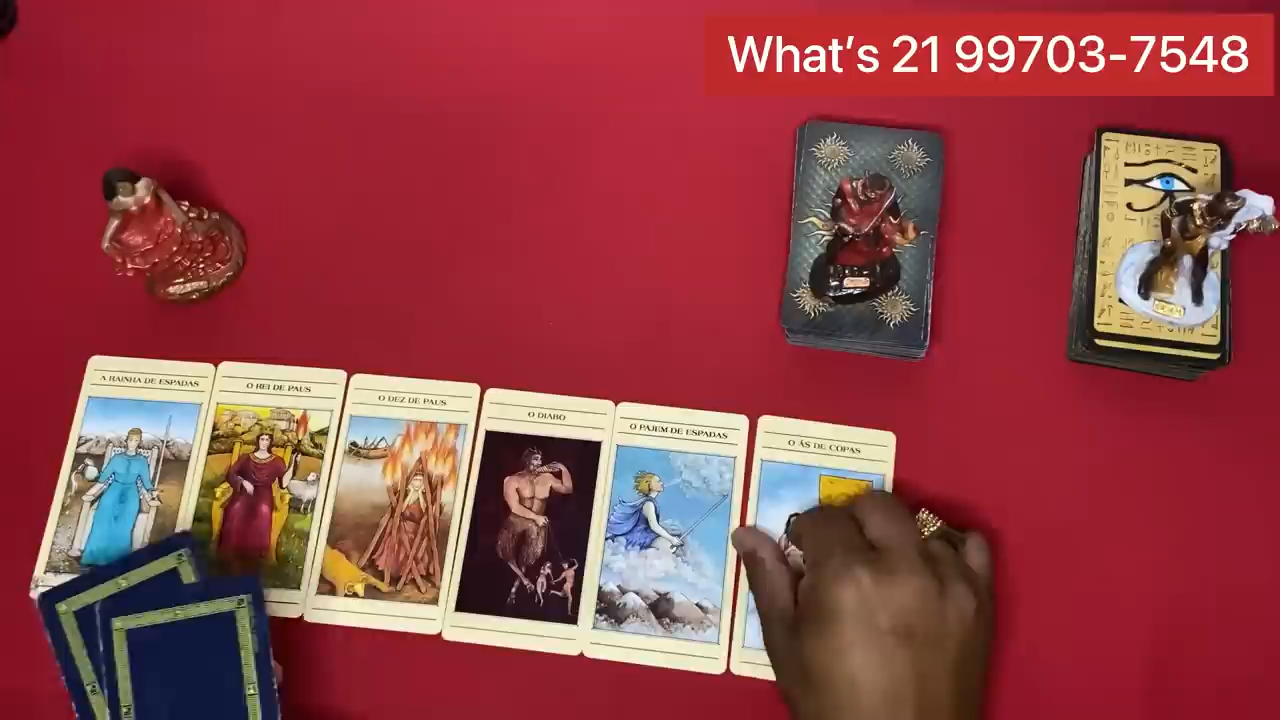 What's 21 99703-7548
A RAINHA DE ESPADAS
O REI DE PAUS
O DEZ DE PAUS
O DIABO
O PAJEM DE ESPADAS
O ÁS DE COPAS